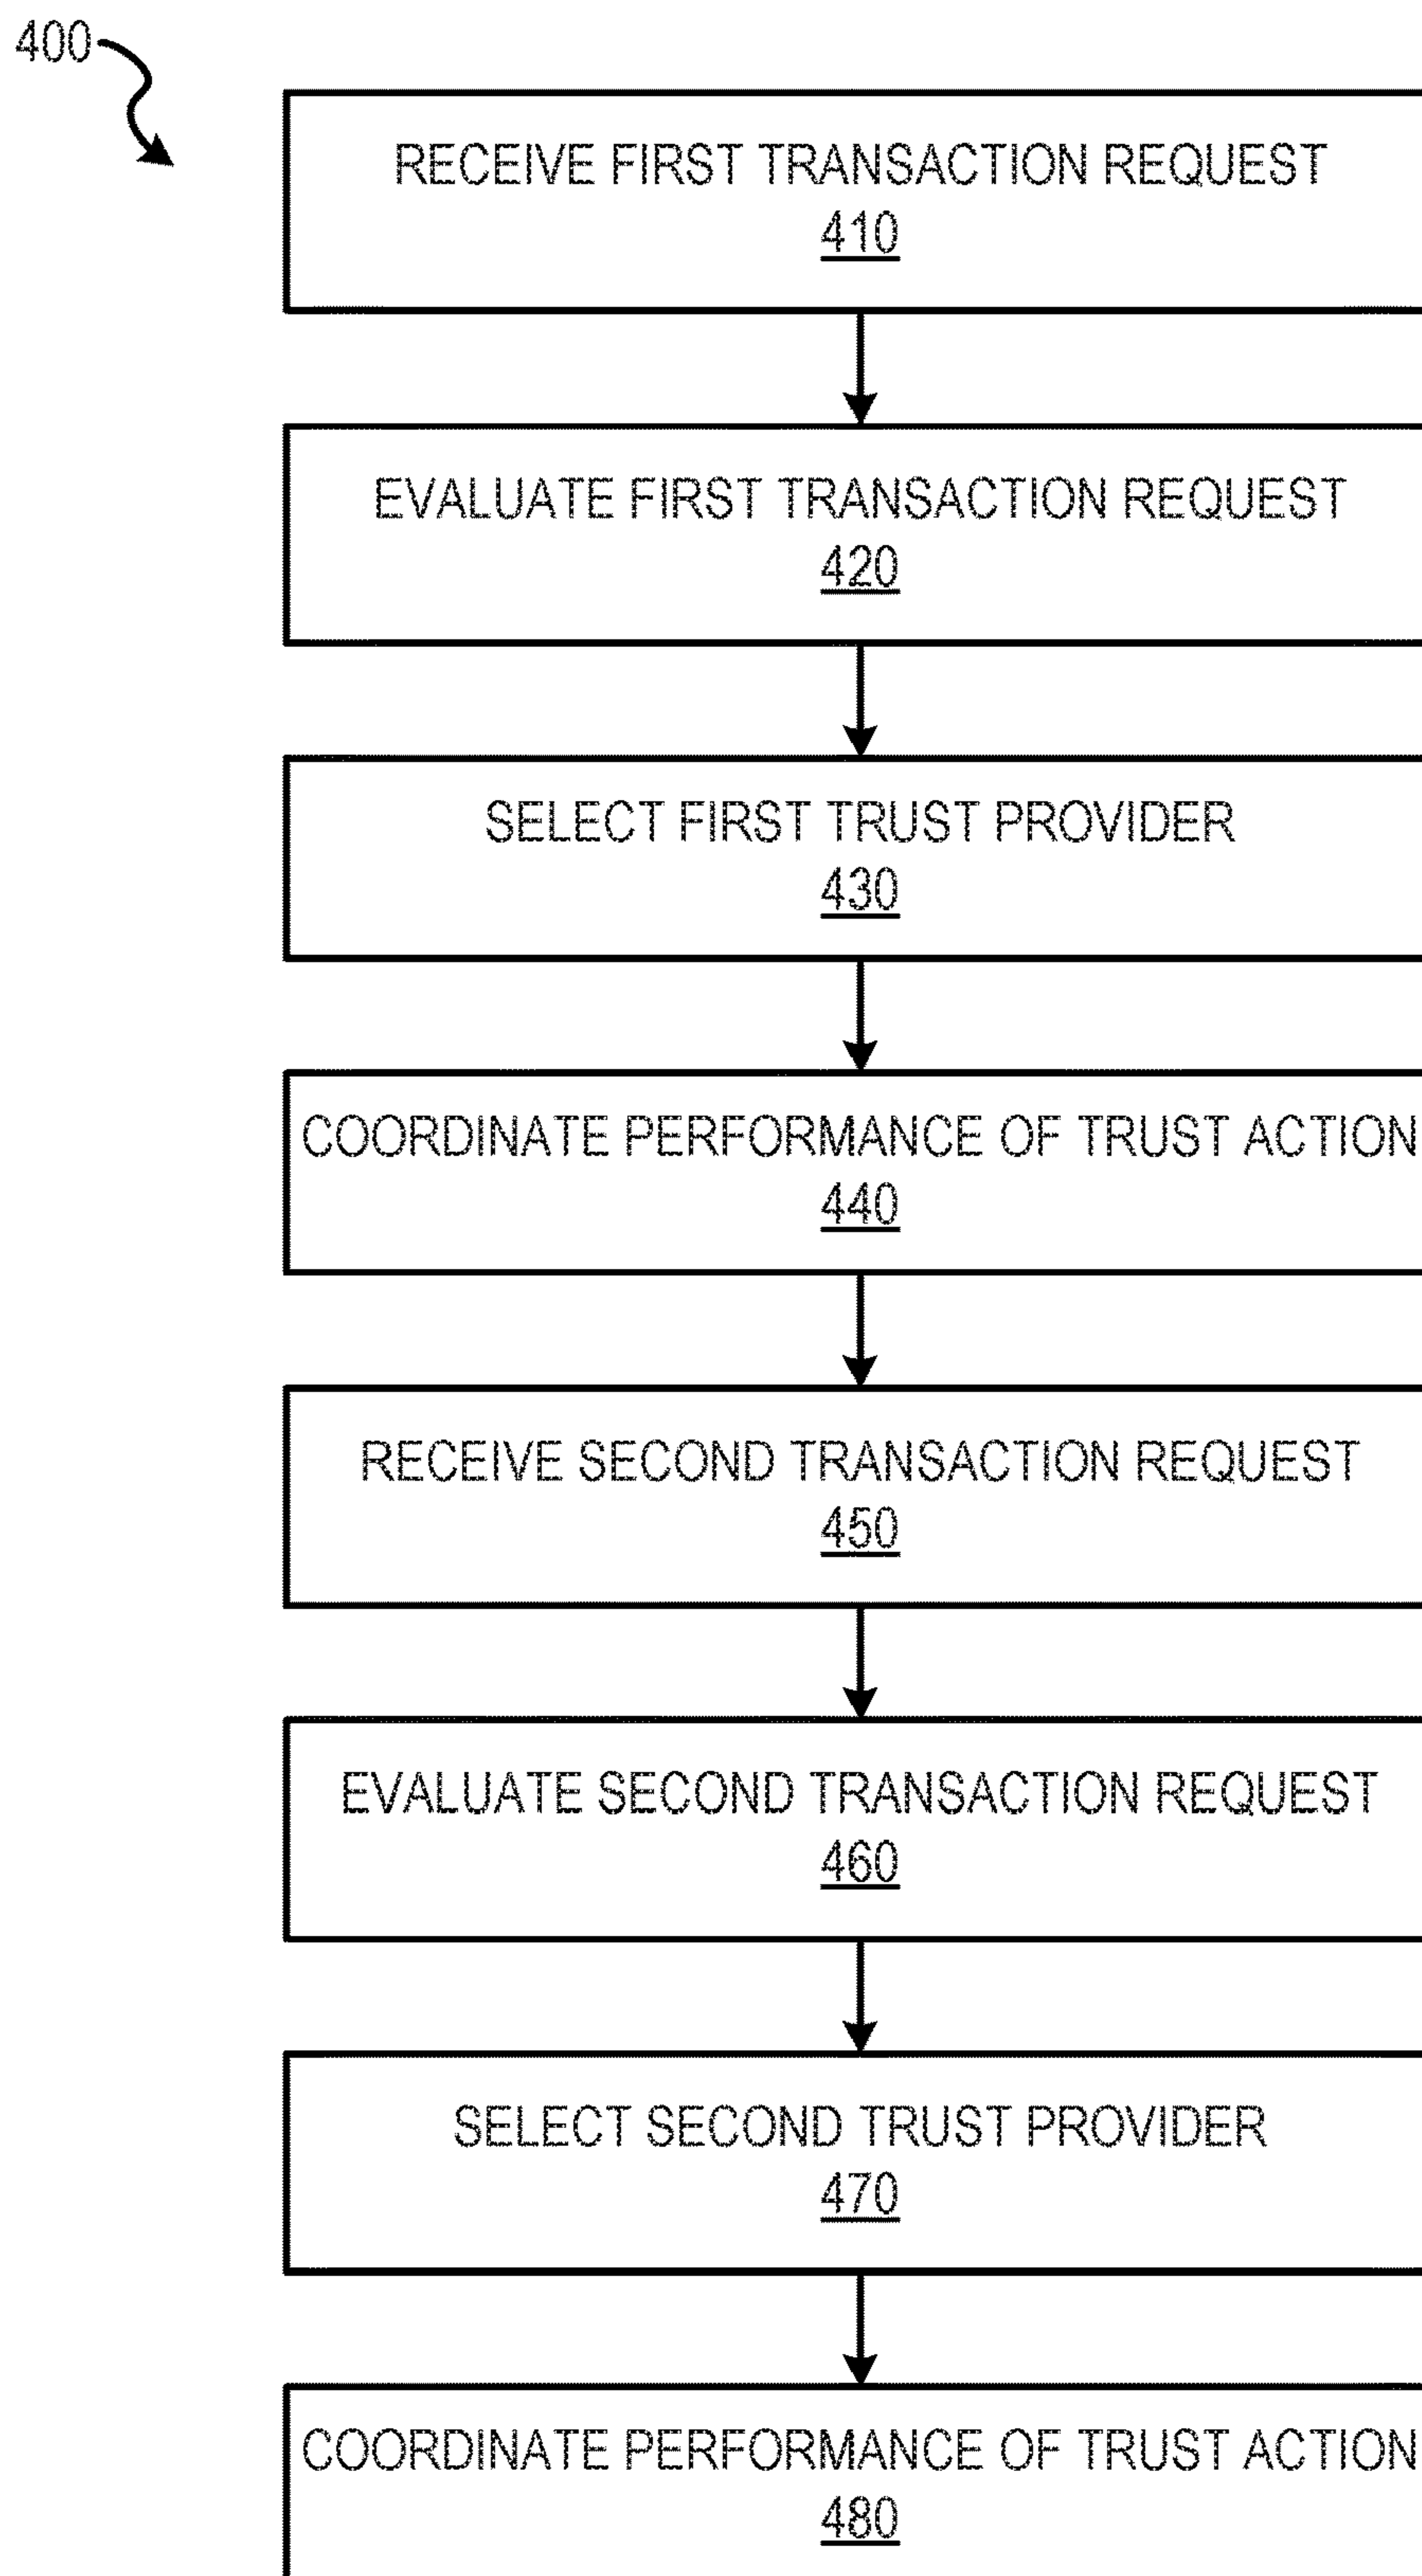 400
RECEIVE FIRST TRANSACTION REQUEST
410
EVALUATE FIRST TRANSACTION REQUEST
420
SELECT FIRST TRUST PROVIDER
430
COORDINATE PERFORMANCE OF TRUST ACTION
440
RECEIVE SECOND TRANSACTION REQUEST
450
EVALUATE SECOND TRANSACTION REQUEST
460
SELECT SECOND TRUST PROVIDER
470
COORDINATE PERFORMANCE OF TRUST ACTION
480